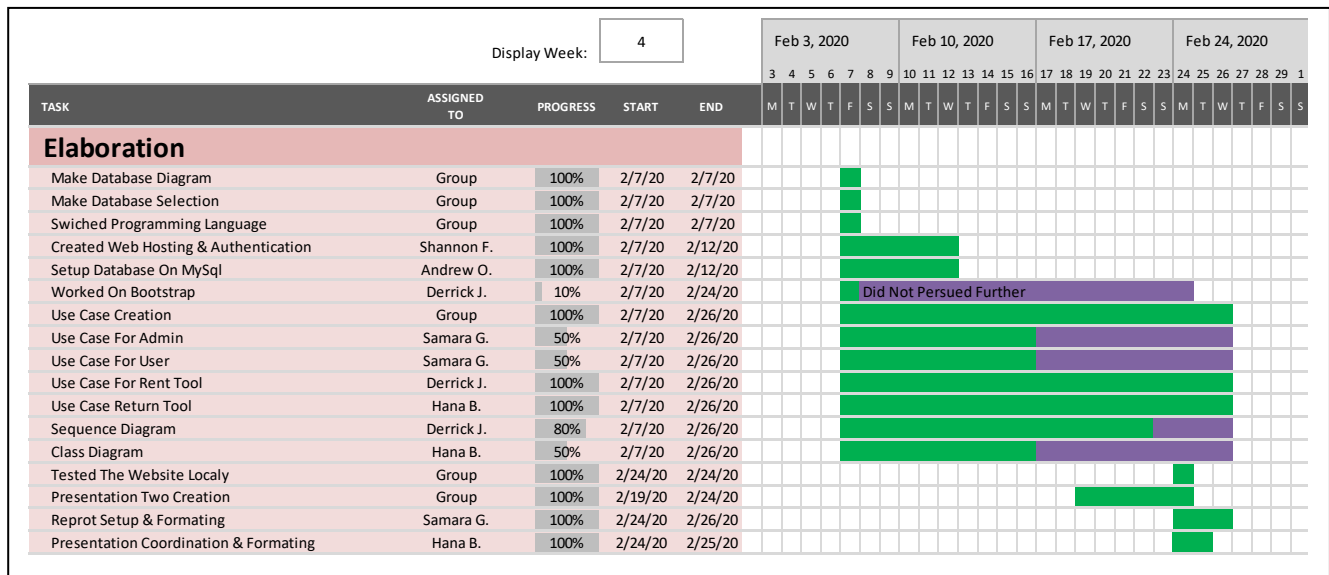 Display Week: 4 Feb 3, 2020 Feb 10, 2020 Feb 17, 2020 Feb 24, 2020
3 4 5 6 7 8 9 10 11 12 13 14 15 16 17 18 19 20 21 22 23 24 25 26 27 28 29 1
TASK ASSIGNED TO PROGRESS START END M T W T F S S M T W T F S S M T W T F S S M T W T F S S
Elaboration
Make Database Diagram Group 100% 2/7/20 2/7/20
Make Database Selection Group 100% 2/7/20 2/7/20
Swiched Programming Language Group 100% 2/7/20 2/7/20
Created Web Hosting & Authentication Shannon F. 100% 2/7/20 2/12/20
Setup Database On MySql Andrew O. 100% 2/7/20 2/12/20
Worked On Bootstrap Derrick J. 10% 2/7/20 2/24/20 Did Not Persued Further
Use Case Creation Group 100% 2/7/20 2/26/20
Use Case For Admin Samara G. 50% 2/7/20 2/26/20
Use Case For User Samara G. 50% 2/7/20 2/26/20
Use Case For Rent Tool Derrick J. 100% 2/7/20 2/26/20
Use Case Return Tool Hana B. 100% 2/7/20 2/26/20
Sequence Diagram Derrick J. 80% 2/7/20 2/26/20
Class Diagram Hana B. 50% 2/7/20 2/26/20
Tested The Website Localy Group 100% 2/24/20 2/24/20
Presentation Two Creation Group 100% 2/19/20 2/24/20
Reprot Setup & Formating Samara G. 100% 2/24/20 2/26/20
Presentation Coordination & Formating Hana B. 100% 2/24/20 2/25/20